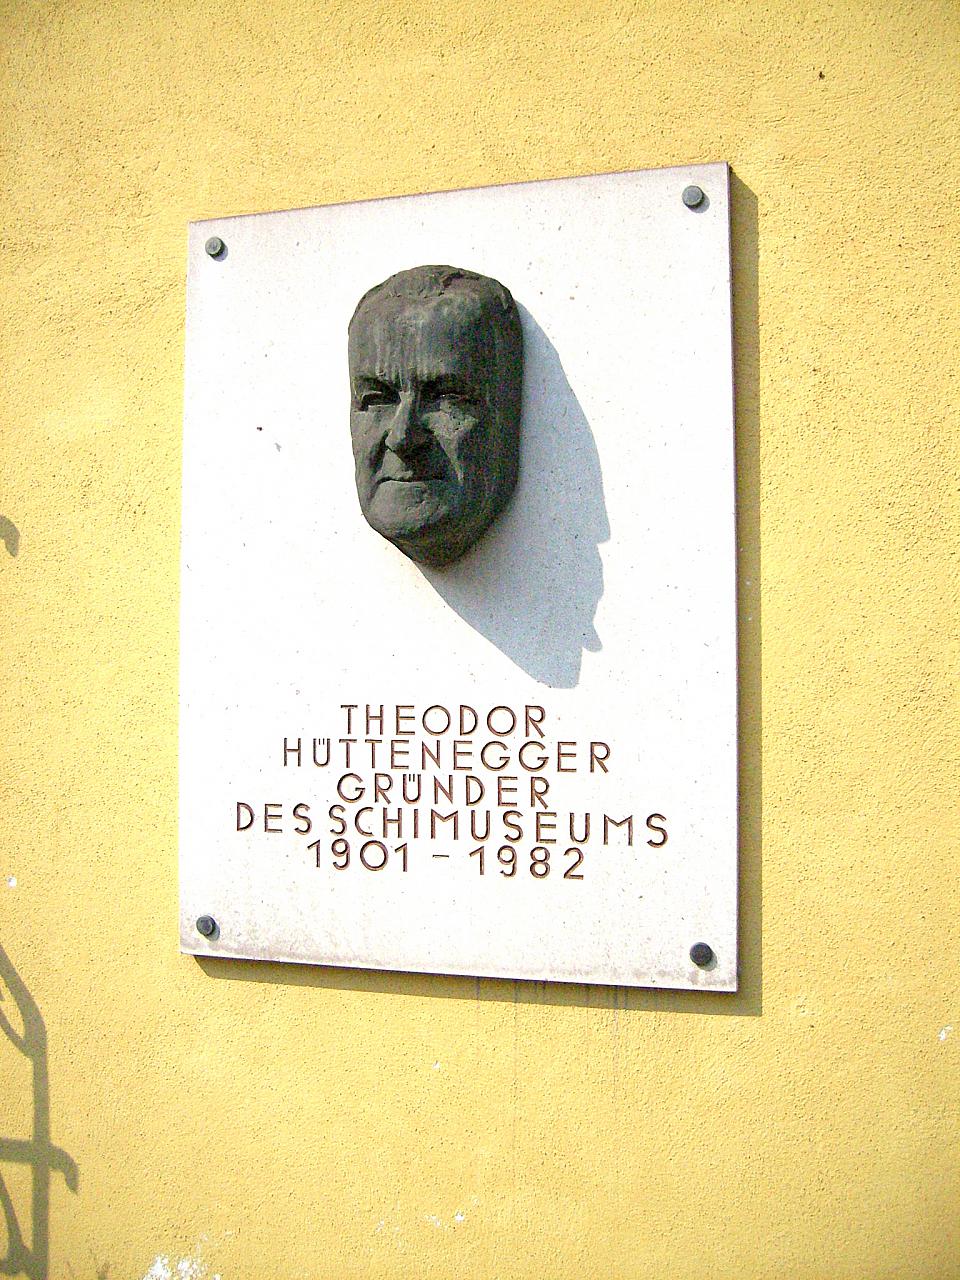 THEODOR
HÜTTENEGGER
GRÜNDER
DES SCHIMUSEUMS
1901 – 1982